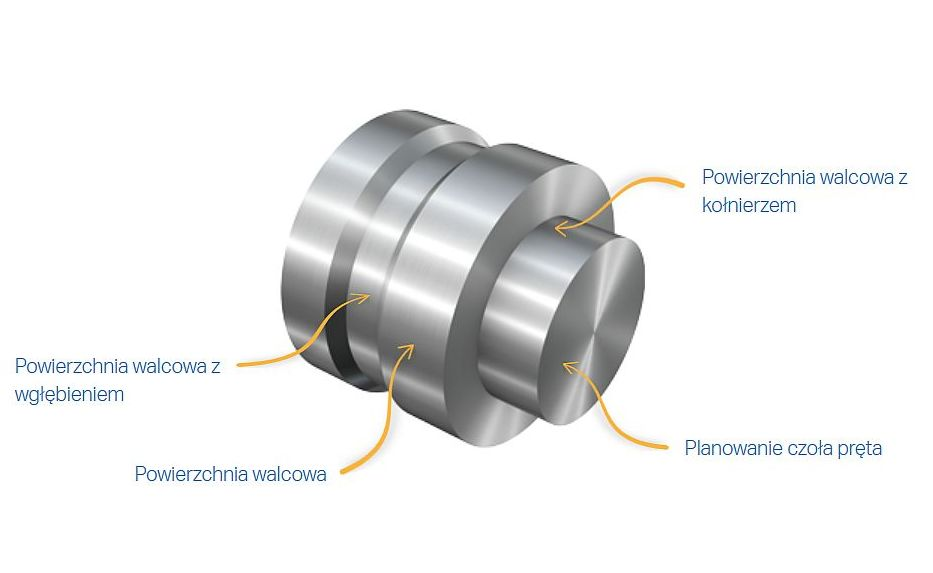 Powierzchnia walcowa z
kołnierzem
Powierzchnia walcowa z
wgłębieniem
Planowanie czoła pręta
Powierzchnia walcowa